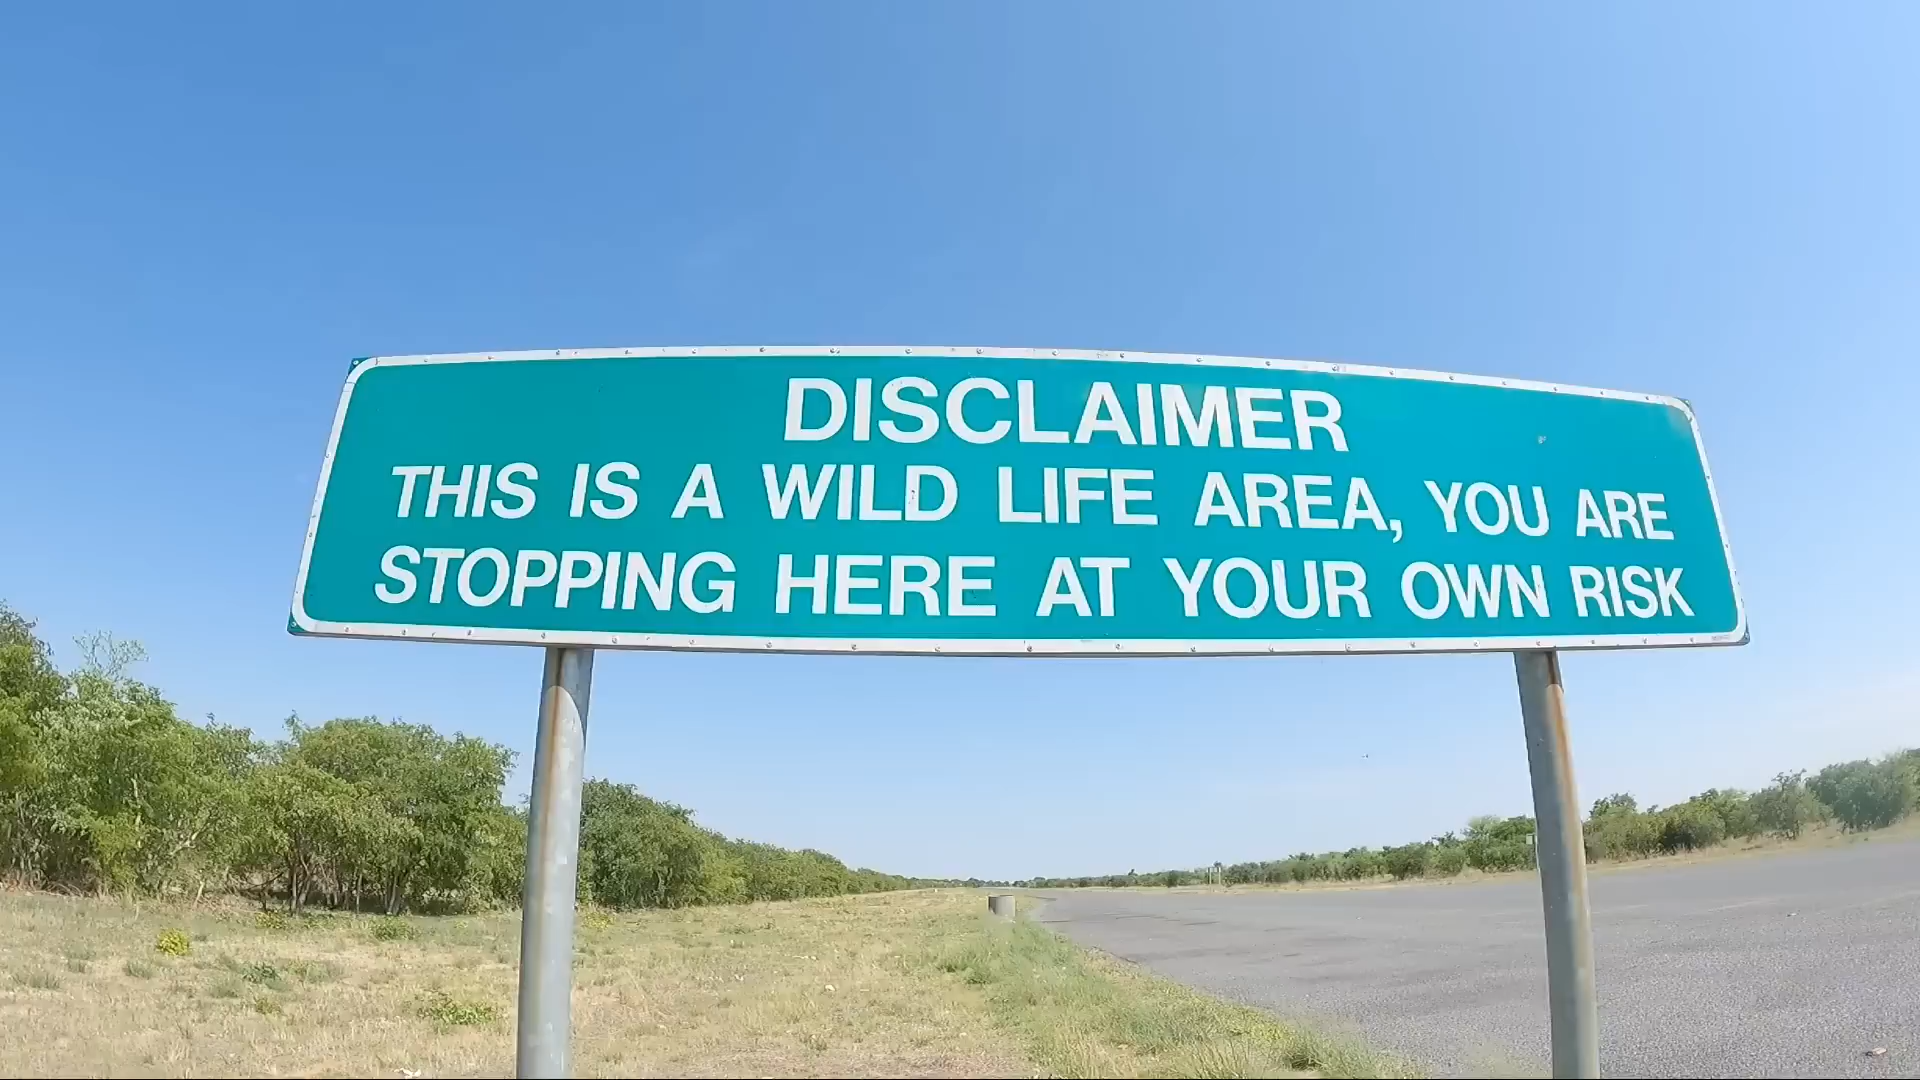 DISCLAIMER
THIS IS A WILD LIFE AREA, YOU ARE
STOPPING HERE AT YOUR OWN RISK